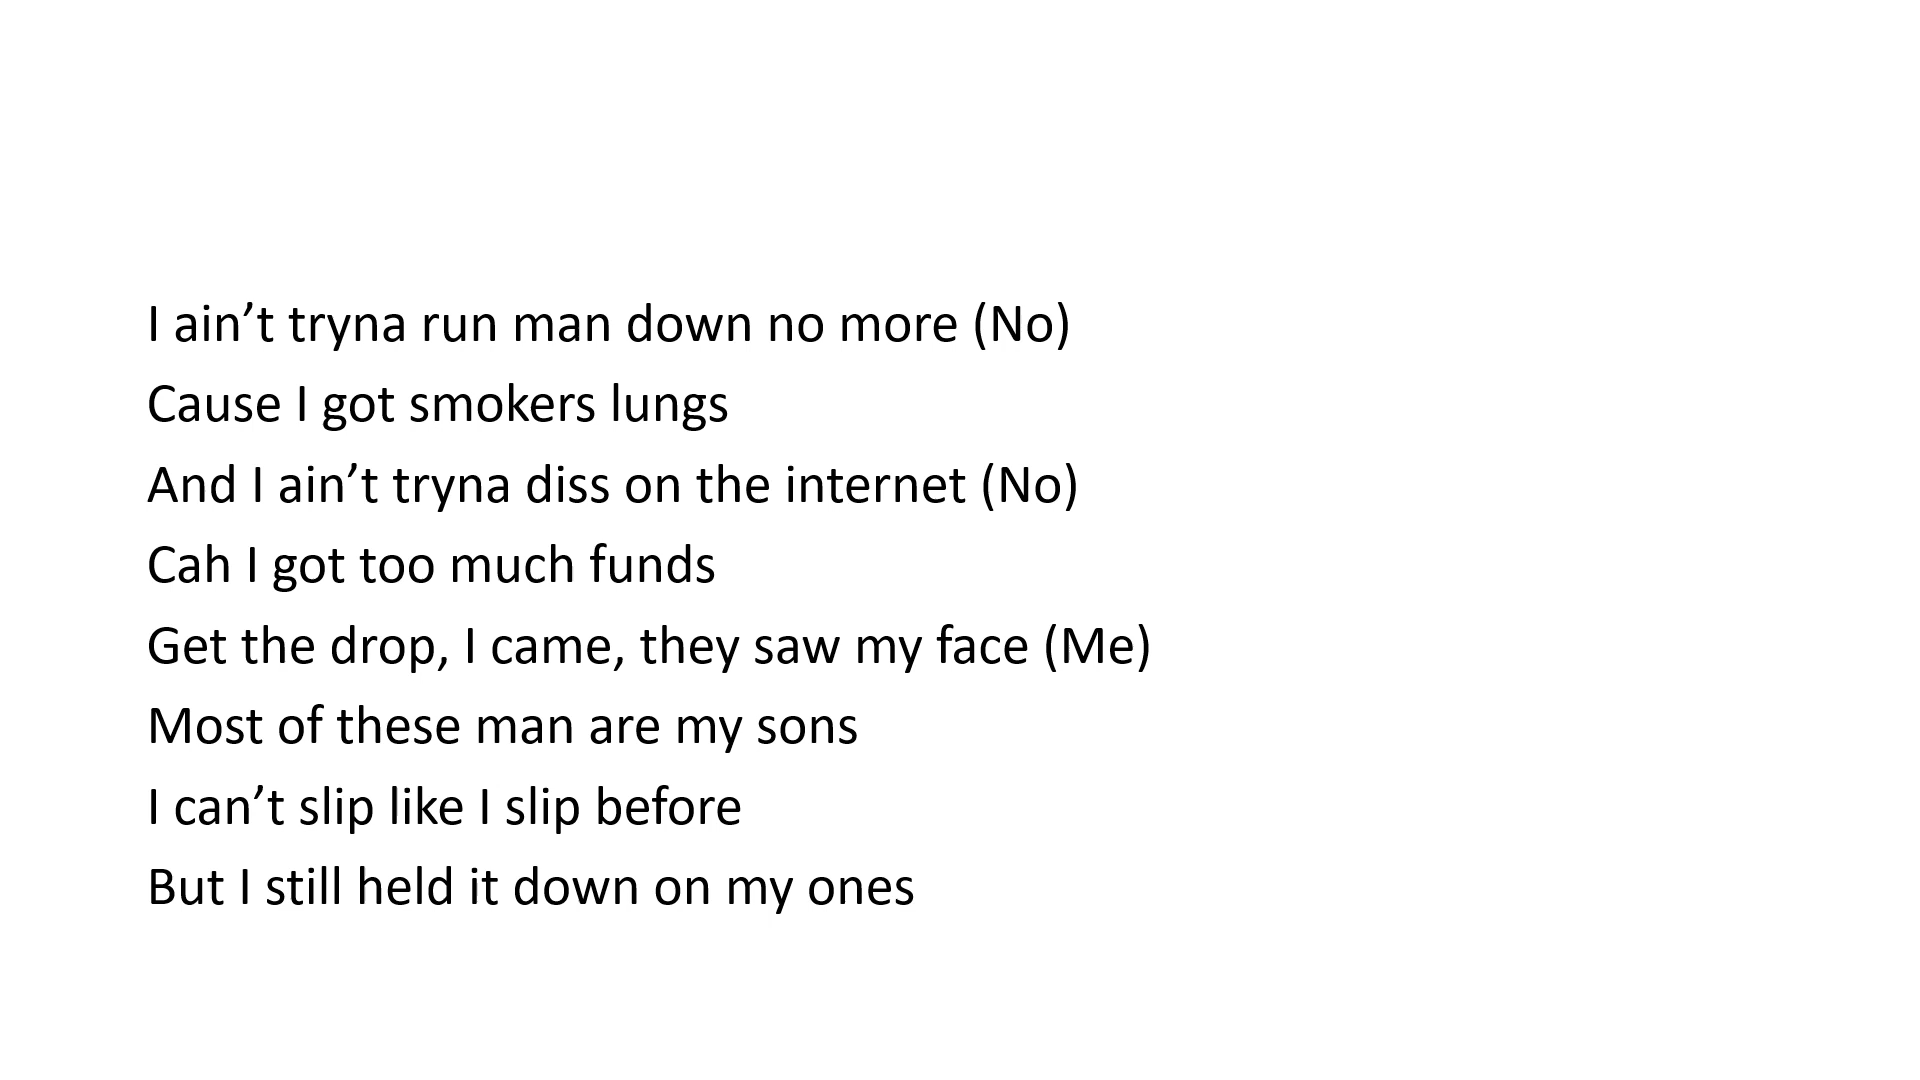 I ain’t tryna run man down no more (No)
Cause I got smokers lungs
And I ain’t tryna diss on the internet (No)
Cah I got too much funds
Get the drop, I came, they saw my face (Me)
Most of these man are my sons
I can’t slip like I slip before
But I still held it down on my ones